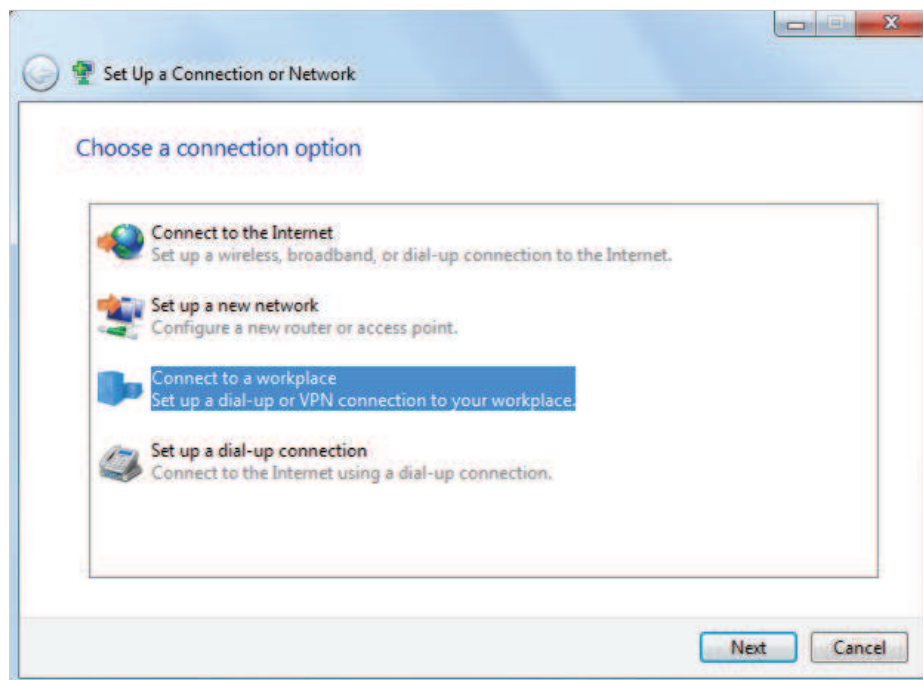 Set Up a Connection or Network
Choose a connection option
Connect to the Internet
Set up a wireless, broadband, or dial-up connection to the Internet.
Set up a new network
Configure a new router or access point.
Connect to a workplace
Set up a dial-up or VPN connection to your workplace.
Set up a dial-up connection
Connect to the Internet using a dial-up connection.
Next
Cancel